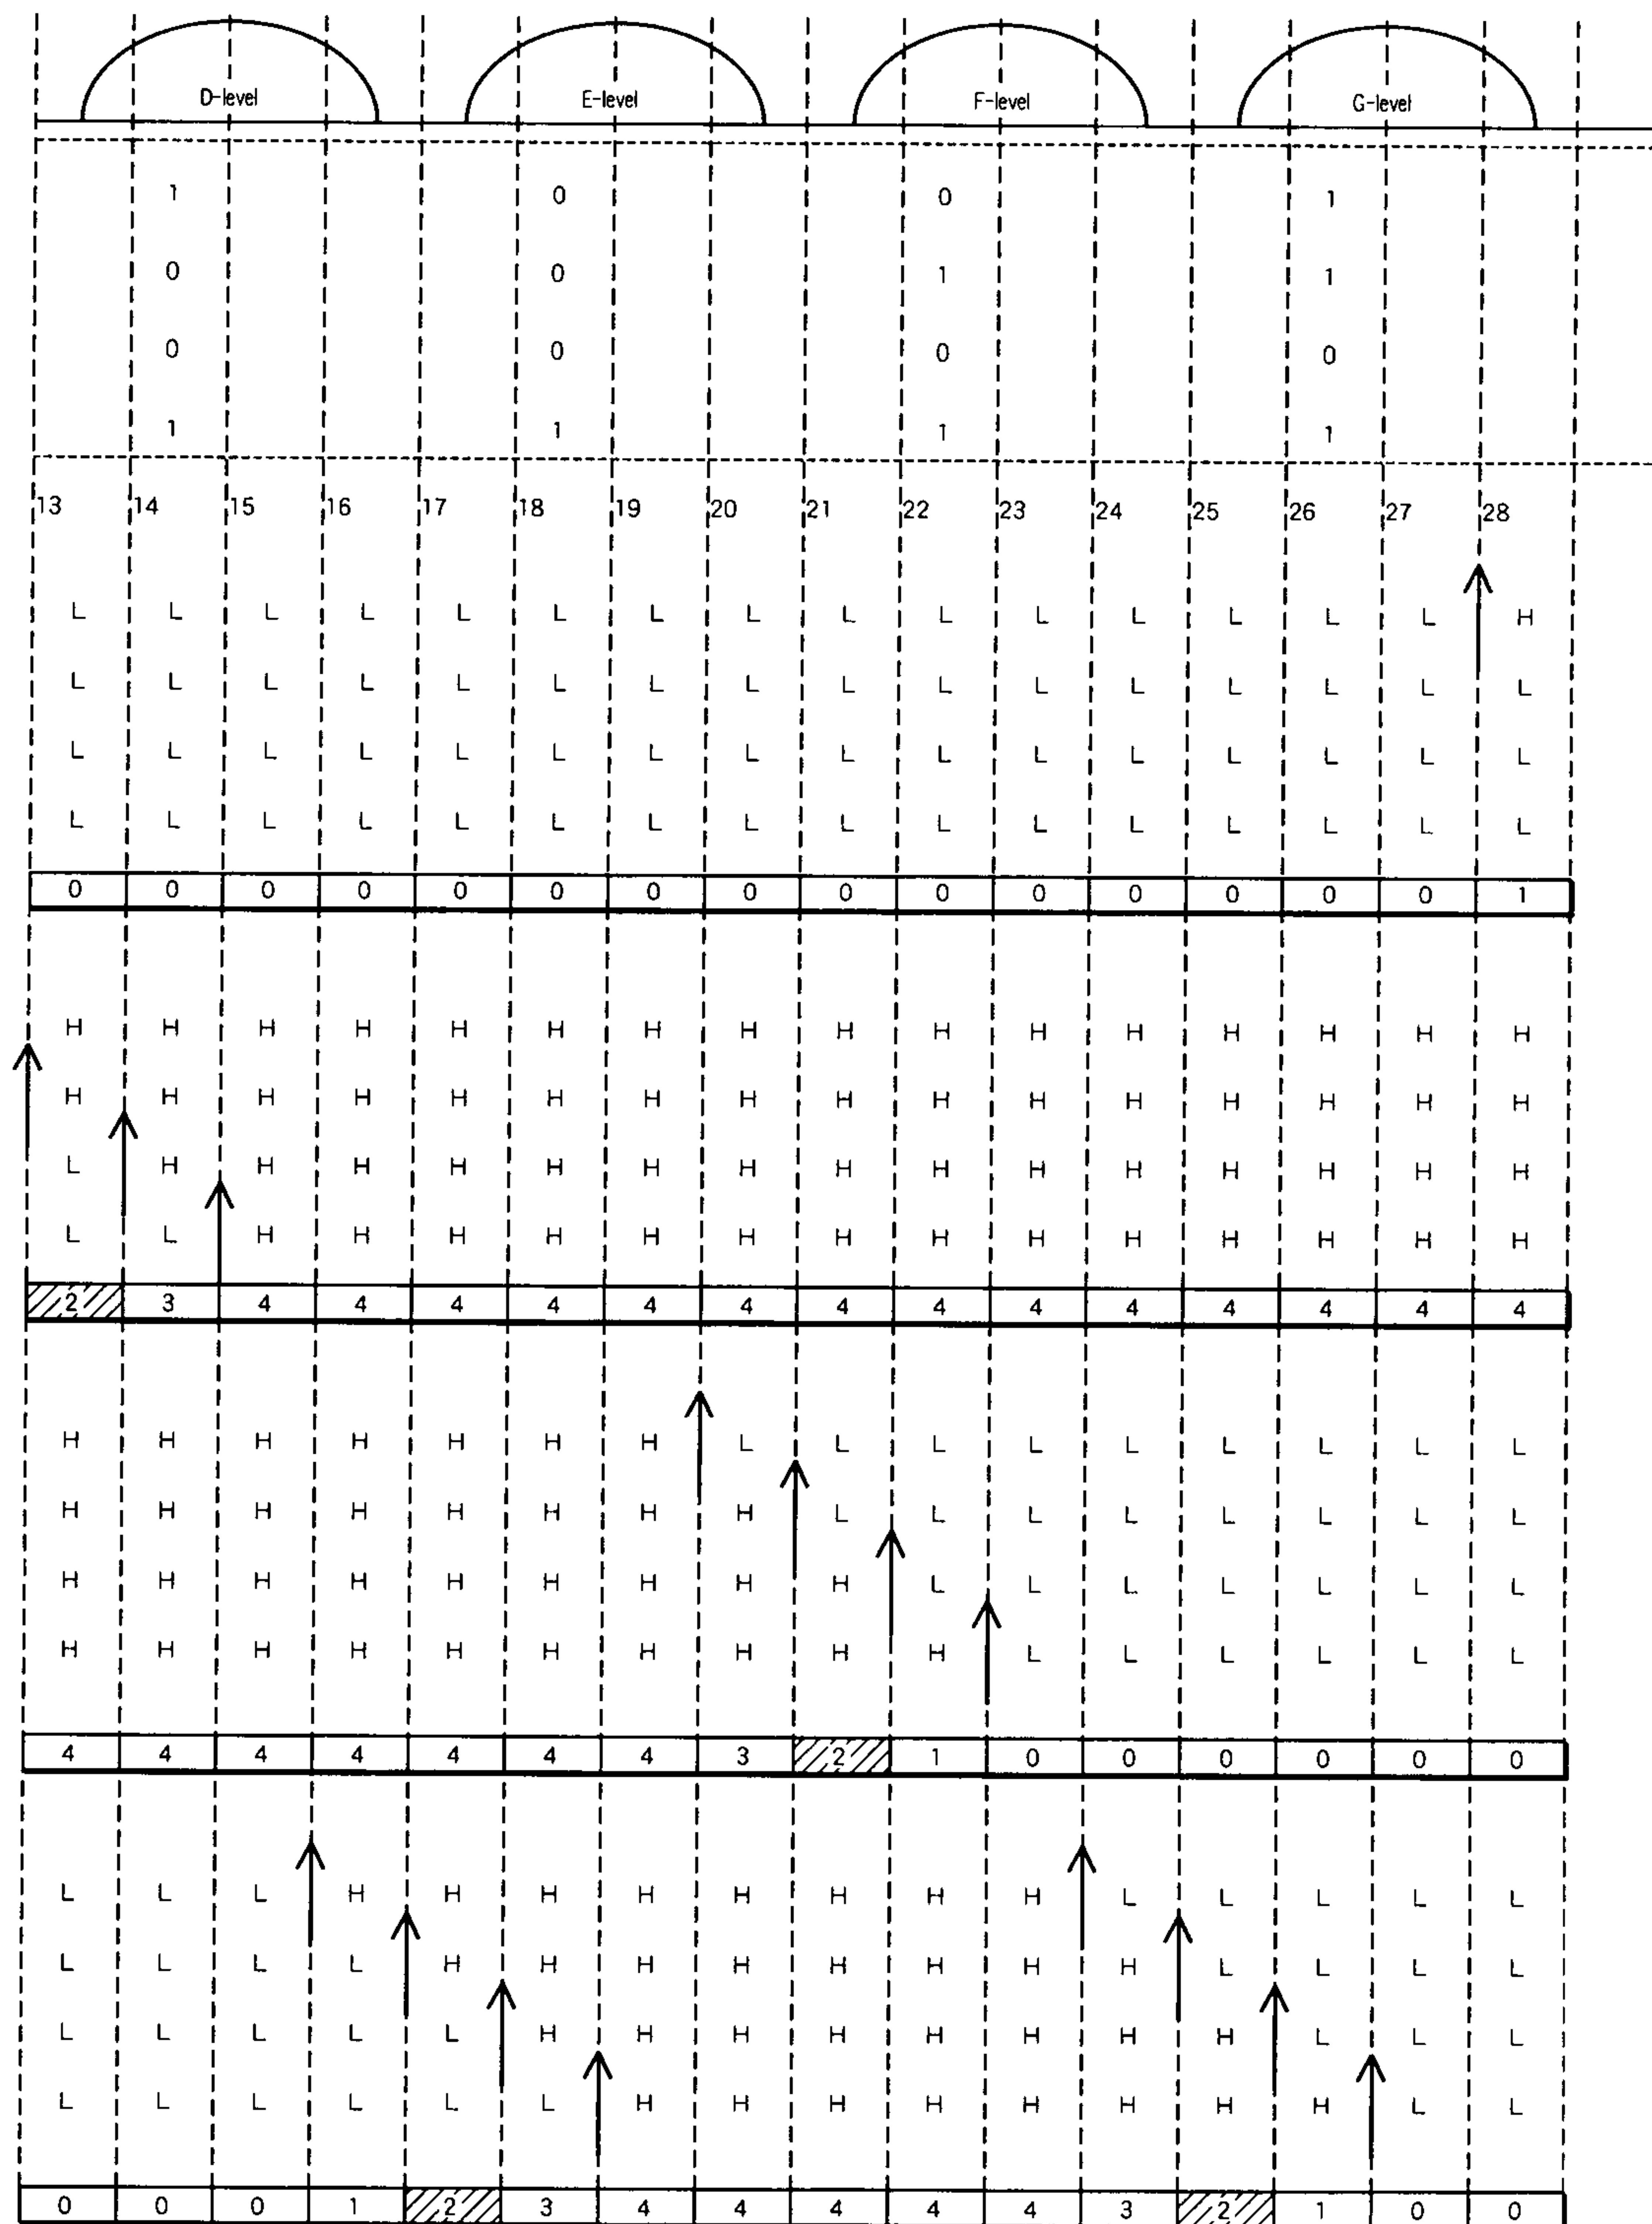 D-level E-level F-level G-level
1 0 0 1
0 0 1 1
0 0 0 0
1 1 1 1
13 14 15 16 17 18 19 20 21 22 23 24 25 26 27 28
L L L L L L L L L L L L L L L H
L L L L L L L L L L L L L L L L
L L L L L L L L L L L L L L L L
L L L L L L L L L L L L L L L L
0 0 0 0 0 0 0 0 0 0 0 0 0 0 0 1
H H H H H H H H H H H H H H H H
H H H H H H H H H H H H H H H H
L H H H H H H H H H H H H H H H
L L H H H H H H H H H H H H H H
2 3 4 4 4 4 4 4 4 4 4 4 4 4 4 4
H H H H H H H L L L L L L L L L
H H H H H H H H L L L L L L L L
H H H H H H H H H L L L L L L L
H H H H H H H H H H L L L L L L
4 4 4 4 4 4 4 3 2 1 0 0 0 0 0 0
L L L H H H H H H H H L L L L L
L L L L H H H H H H H H L L L L
L L L L L H H H H H H H H L L L
L L L L L L H H H H H H H H L L
0 0 0 1 2 3 4 4 4 4 4 3 2 1 0 0